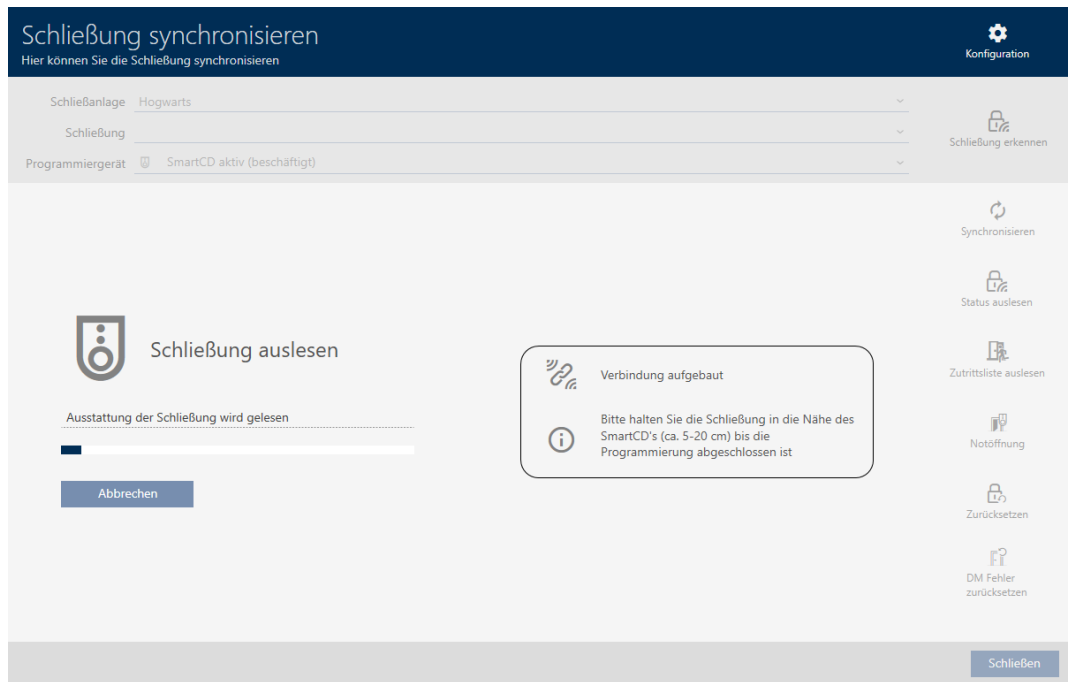 Schließung synchronisieren
Hier können Sie die Schließung synchronisieren
Konfiguration
Schließanlage Hogwarts
Schließung
Programmiergerät SmartCD aktiv (beschäftigt)
Schließung erkennen
Synchronisieren
Status auslesen
Zutrittsliste auslesen
Notöffnung
Zurücksetzen
DM Fehler
zurücksetzen
Schließung auslesen
Ausstattung der Schließung wird gelesen
Abbrechen
Verbindung aufgebaut
Bitte halten Sie die Schließung in die Nähe des
SmartCD's (ca. 5-20 cm) bis die
Programmierung abgeschlossen ist
Schließen